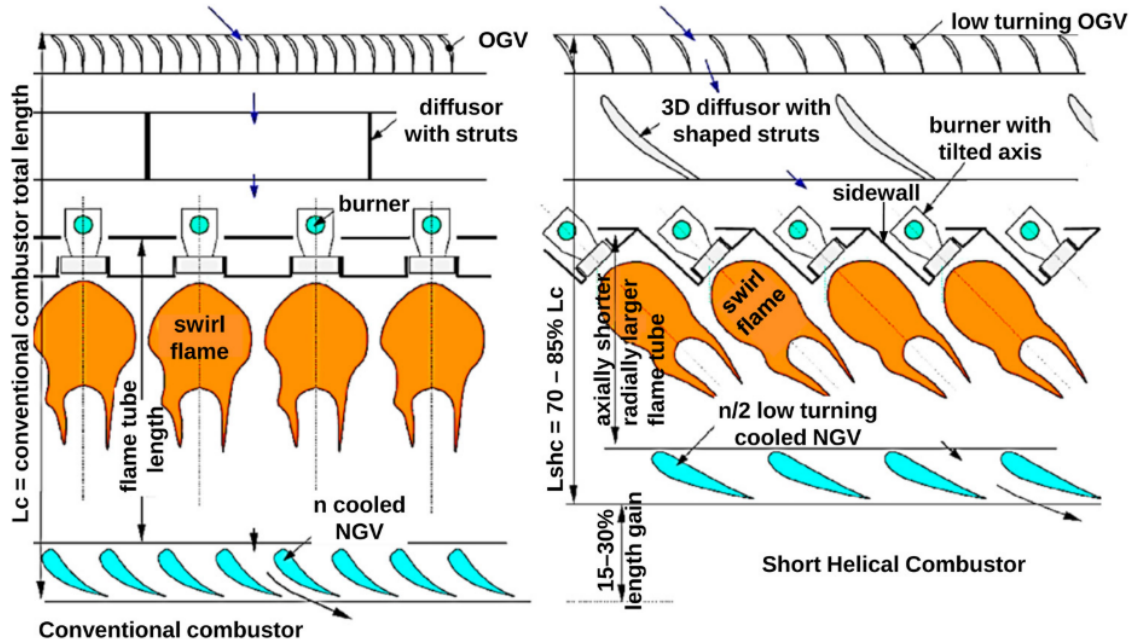 OGV
diffusor
with struts
burner
swirl
flame
flame tube
length
n cooled
NGV
Lc = conventional combustor total length
Conventional combustor
low turning OGV
3D diffusor with
shaped struts
burner with
tilted axis
sidewall
swirl
flame
axially shorter
radially larger
flame tube
n/2 low turning
cooled NGV
Lshc = 70 – 85% Lc
15–30%
length gain
Short Helical Combustor